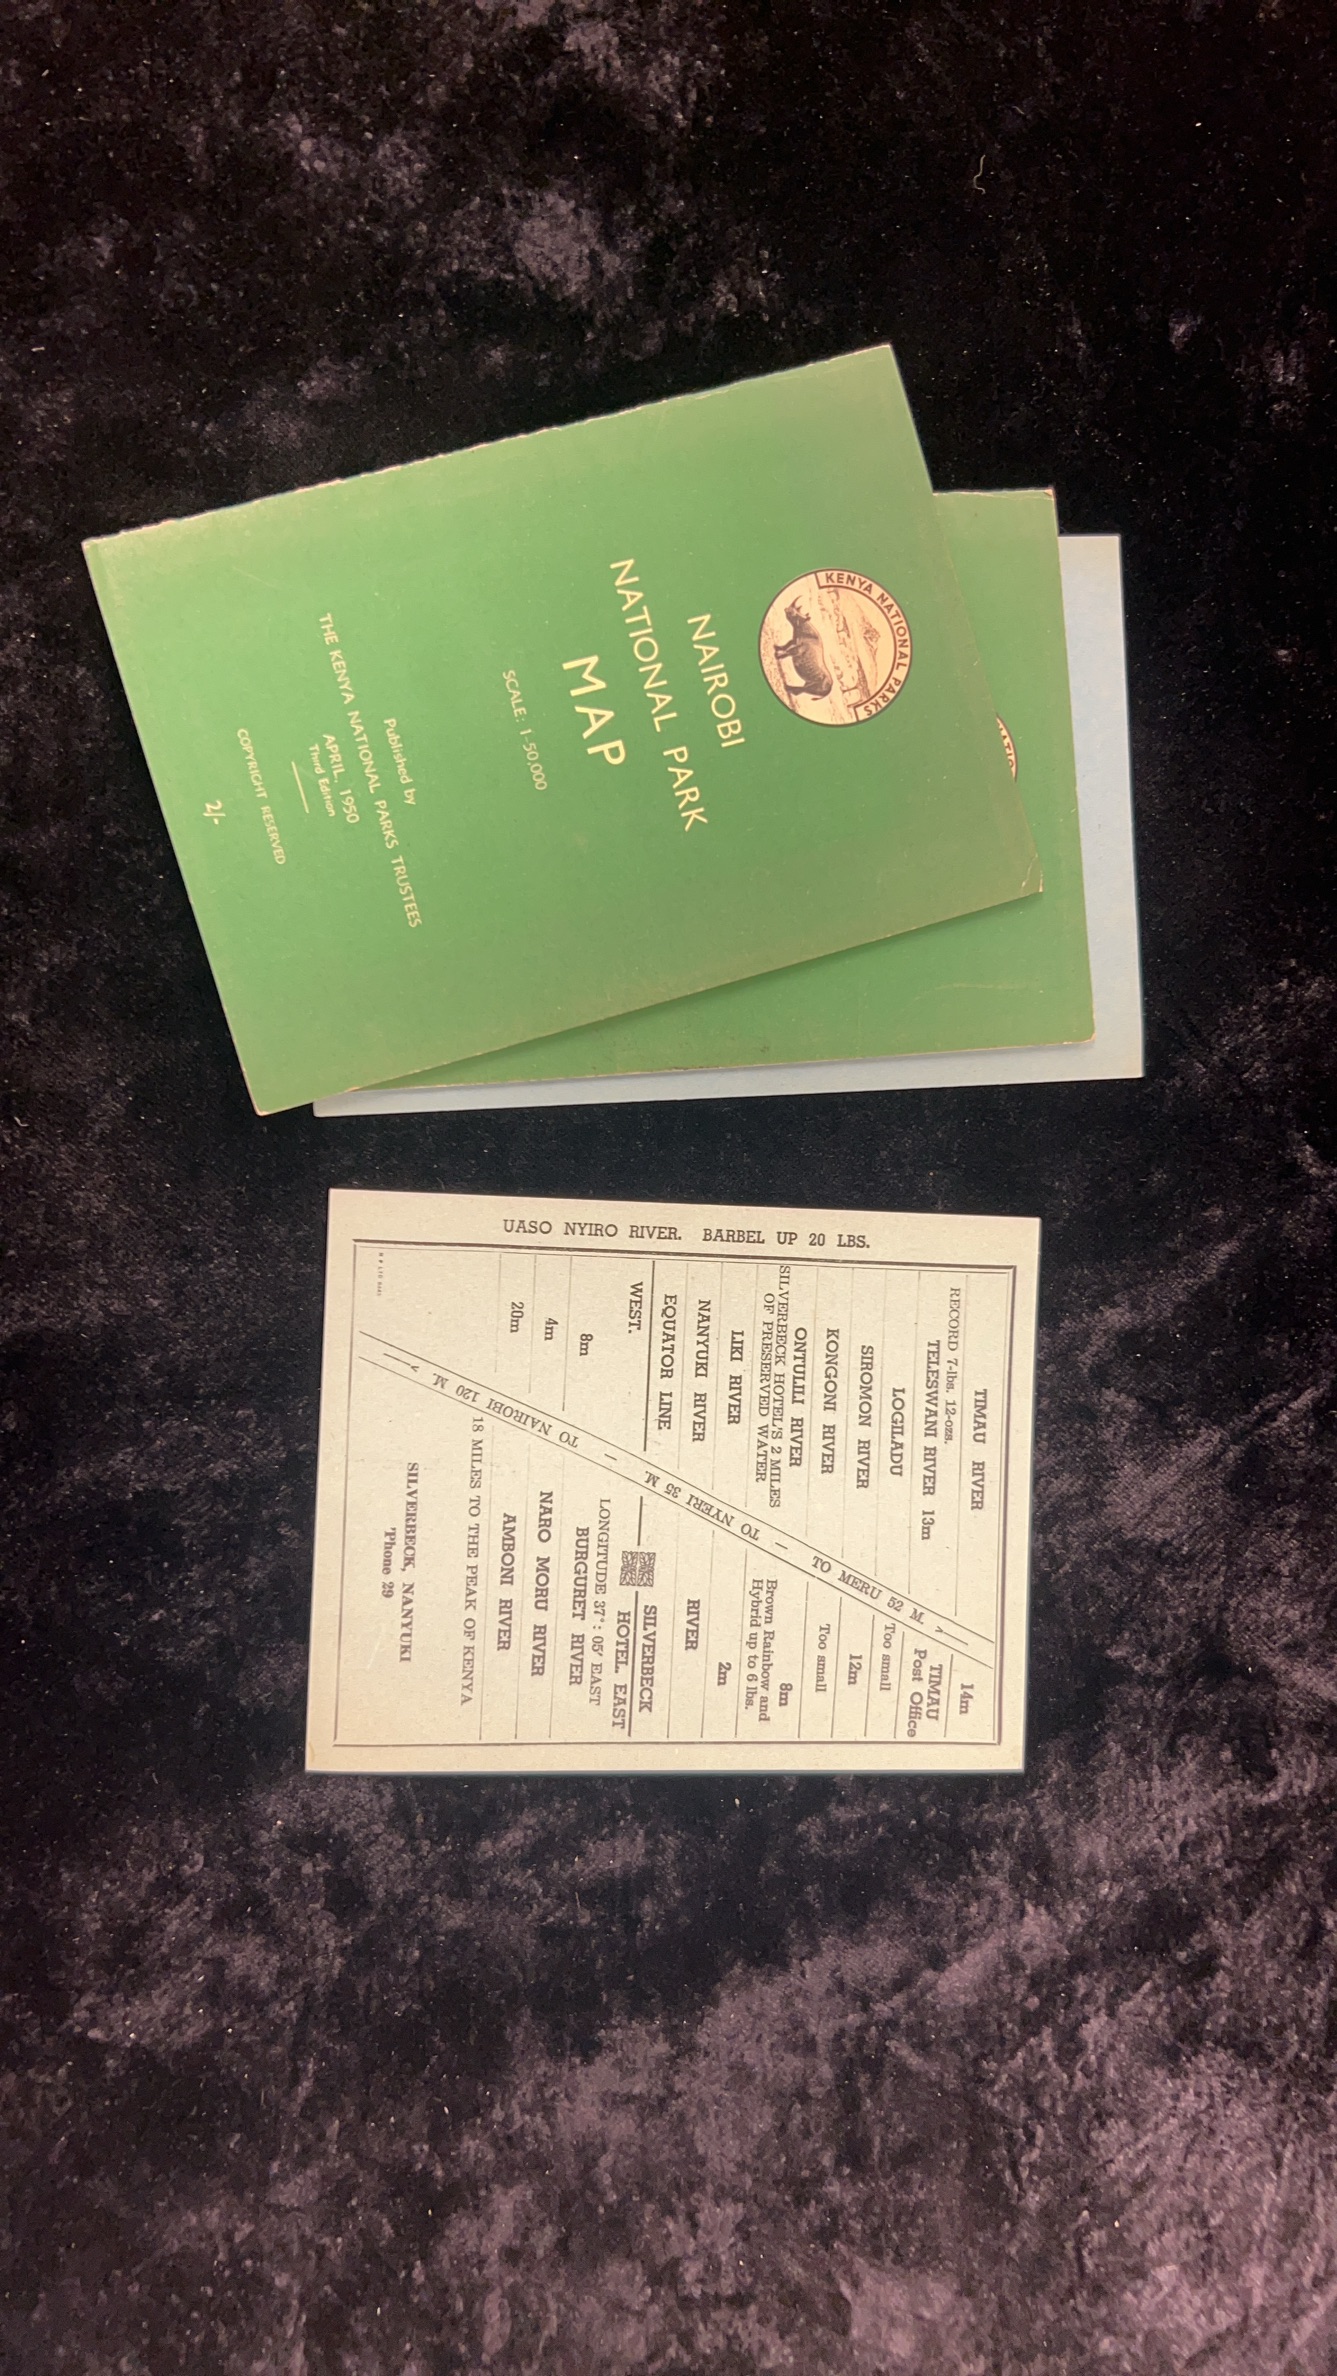 KENYA NATIONAL PARKS
NAIROBI
NATIONAL PARK
MAP
SCALE: 1-50,000
Published by
THE KENYA NATIONAL PARKS TRUSTEES
APRIL, 1950
Third Edition
COPYRIGHT RESERVED
2/-
UASO NYIRO RIVER. BARBEL UP 20 LBS.
TIMAU RIVER 14m
RECORD 7-lbs. 12-ozs. TIMAU
TELESWANI RIVER 13m Post Office
LOGILADU Too small
SIROMON RIVER 12m
KONGONI RIVER Too small
ONTULILI RIVER 8m
SILVERBECK HOTEL'S 2 MILES Brown Rainbow and
OF PRESERVED WATER Hybrid up to 6 lbs.
LIKI RIVER 2m
NANYUKI RIVER RIVER
EQUATOR LINE SILVERBECK
WEST. HOTEL. EAST
LONGITUDE 37°: 05' EAST
8m BURGURET RIVER
4m NARO MORU RIVER
20m AMBONI RIVER
18 MILES TO THE PEAK OF KENYA
TO NAIROBI 120 M.
TO NYERI 35 M.
TO MERU 52 M.
SILVERBECK, NANYUKI
'Phone 29